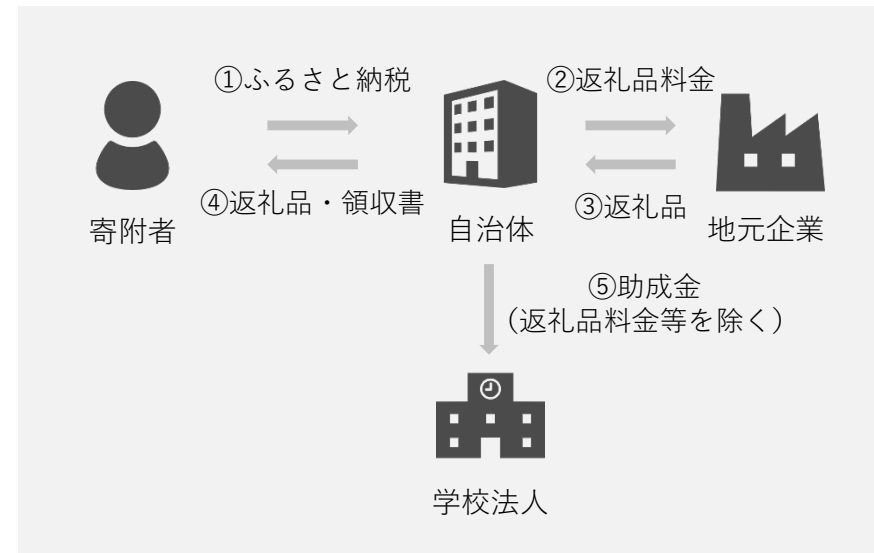 ①ふるさと納税
②返礼品料金
④返礼品・領収書
③返礼品
寄附者
自治体
地元企業
⑤助成金
（返礼品料金等を除く）
学校法人